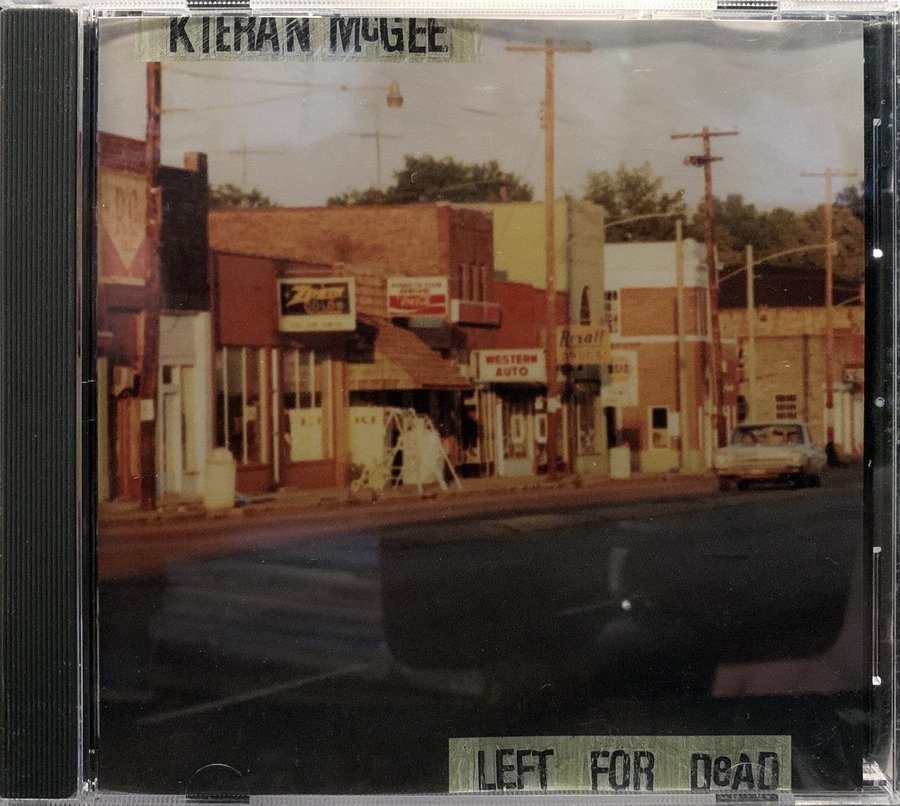 KIERAN McGEE
WESTERN
AUTO
Rexall
LEFT FOR DeAD